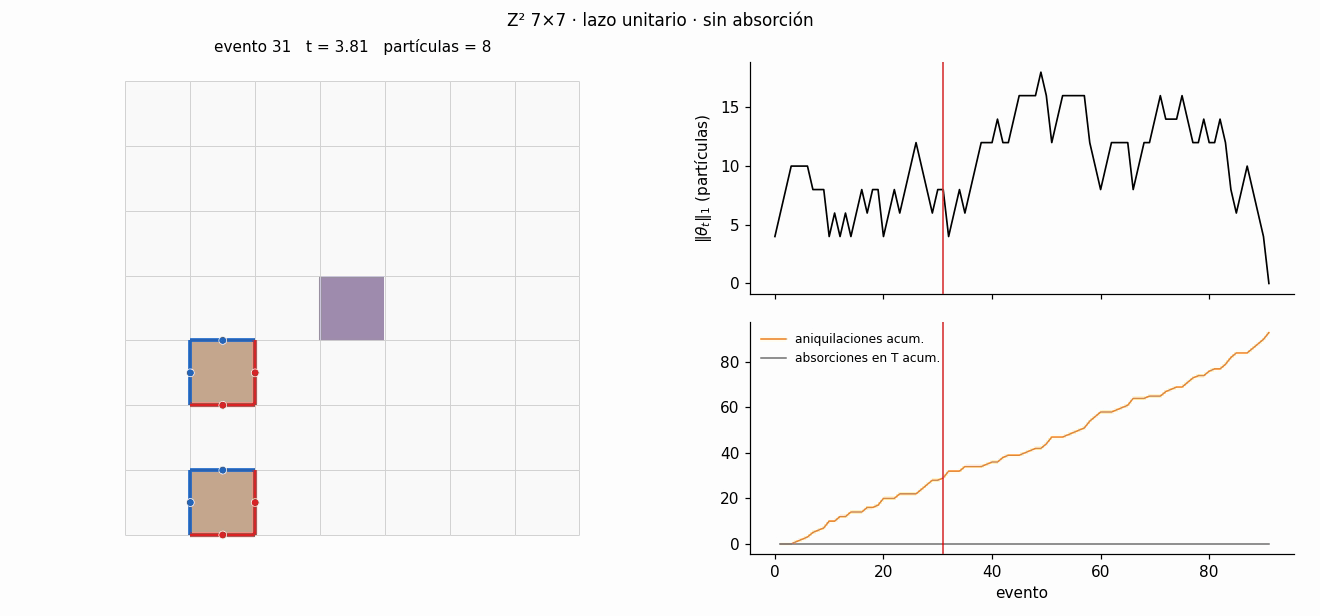 Z² 7×7 · lazo unitario · sin absorción
evento 31   t = 3.81   partículas = 8
‖θₜ‖₁ (partículas)
15
10
5
0
aniquilaciones acum.
absorciones en T acum.
80
60
40
20
0
0 20 40 60 80
evento